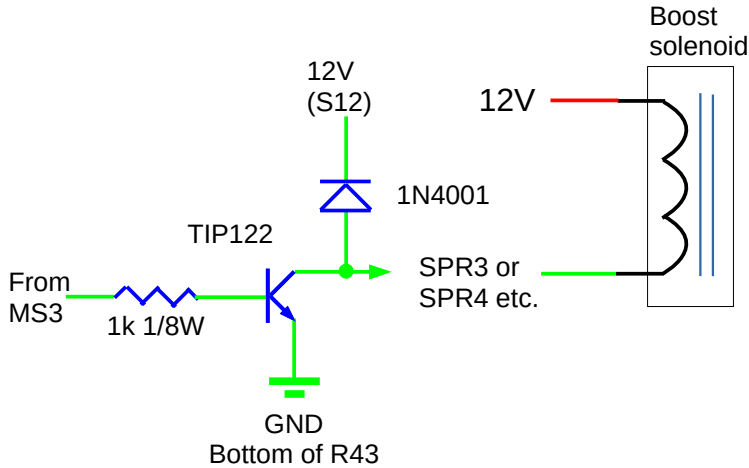 Boost
solenoid
12V
(S12)
12V
1N4001
TIP122
SPR3 or
SPR4 etc.
From
MS3
1k 1/8W
GND
Bottom of R43